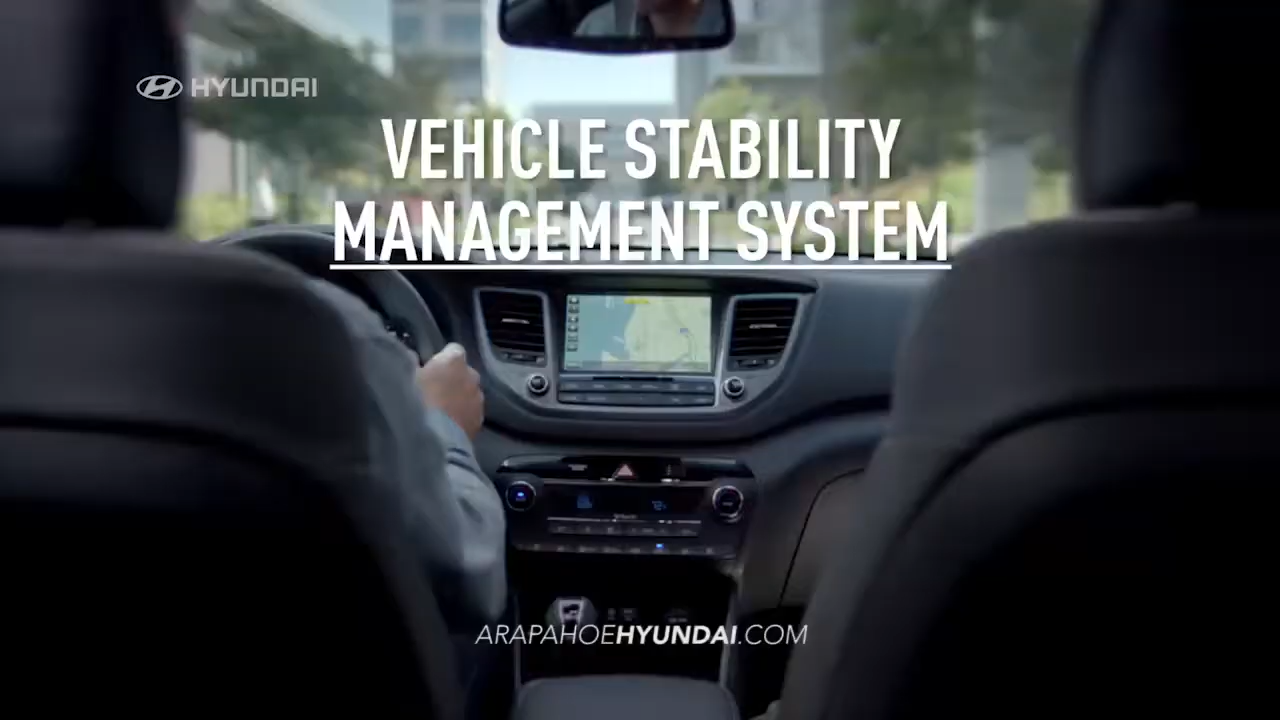 HYUNDAI
VEHICLE STABILITY
MANAGEMENT SYSTEM
ARAPAHOEHYUNDAI.COM